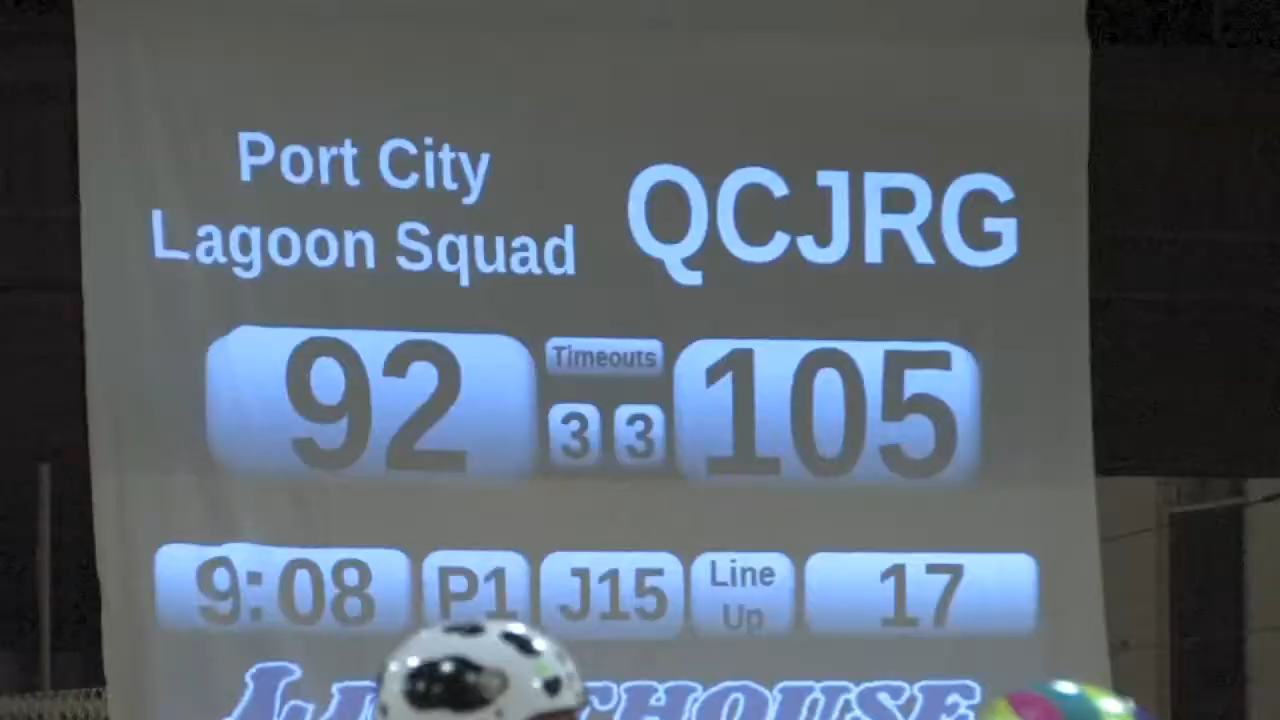 Port City
Lagoon Squad
QCJRG
92
Timeouts
3 3
105
9:08 P1 J15 Line Up 17